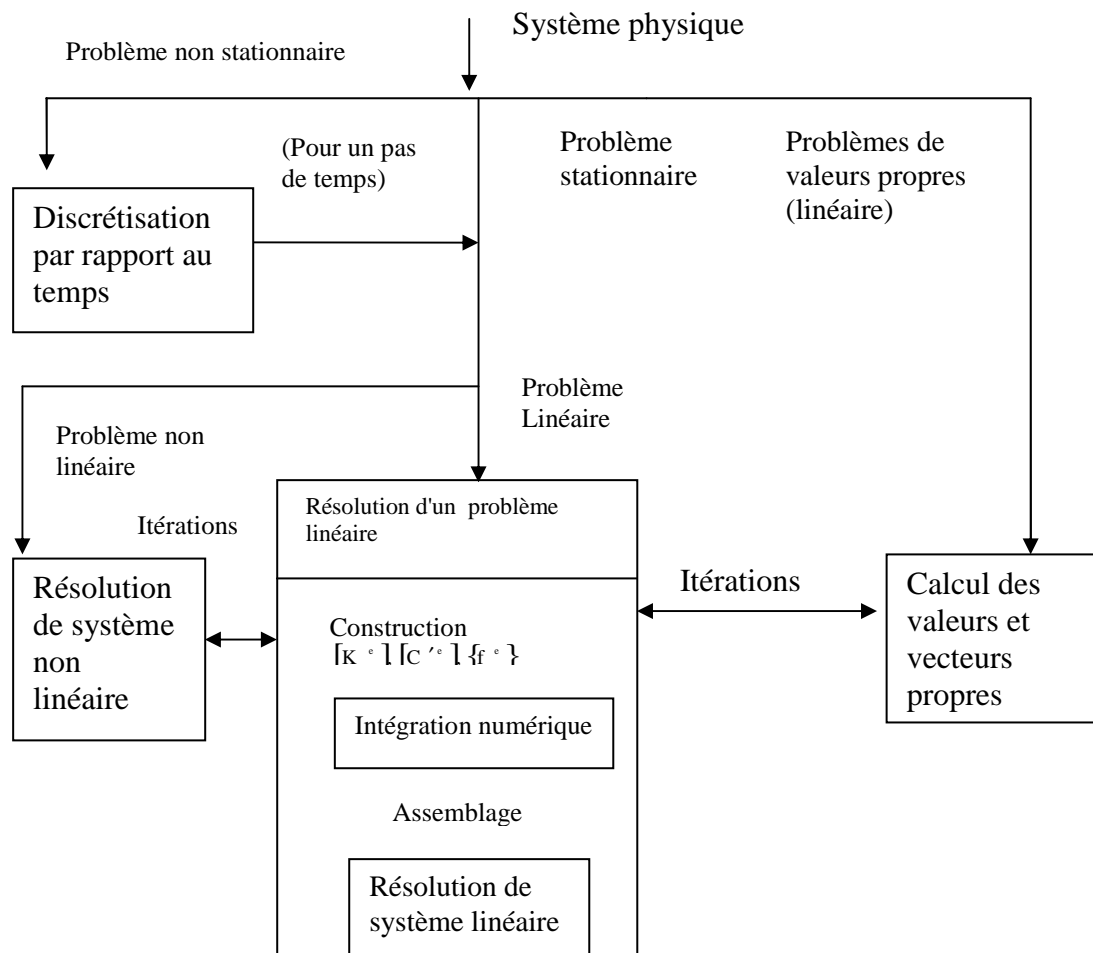 Système physique
Problème non stationnaire
(Pour un pas
de temps)
Problème
stationnaire
Problèmes de
valeurs propres
(linéaire)
Discrétisation
par rapport au
temps
Problème
Linéaire
Problème non
linéaire
Itérations
Résolution d'un problème
linéaire
Résolution
de système
non
linéaire
Construction
[K ᵉ], [C′ᵉ], {f ᵉ}
Intégration numérique
Assemblage
Résolution de
système linéaire
Itérations
Calcul des
valeurs et
vecteurs
propres